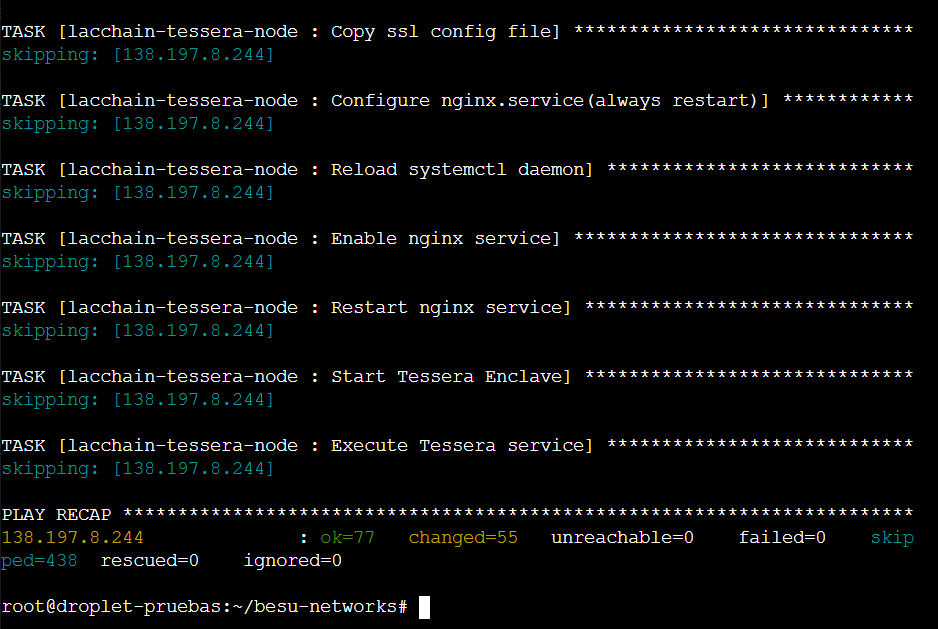 TASK [lacchain-tessera-node : Copy ssl config file] *******************************
skipping: [138.197.8.244]
TASK [lacchain-tessera-node : Configure nginx.service(always restart)] ************
skipping: [138.197.8.244]
TASK [lacchain-tessera-node : Reload systemctl daemon] ****************************
skipping: [138.197.8.244]
TASK [lacchain-tessera-node : Enable nginx service] *******************************
skipping: [138.197.8.244]
TASK [lacchain-tessera-node : Restart nginx service] ******************************
skipping: [138.197.8.244]
TASK [lacchain-tessera-node : Start Tessera Enclave] ******************************
skipping: [138.197.8.244]
TASK [lacchain-tessera-node : Execute Tessera service] ****************************
skipping: [138.197.8.244]
PLAY RECAP ************************************************************************
138.197.8.244              : ok=77   changed=55   unreachable=0    failed=0    skip
ped=438  rescued=0    ignored=0
root@droplet-pruebas:~/besu-networks#